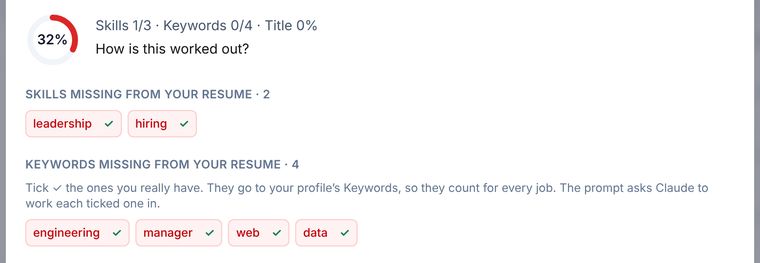 32%
Skills 1/3 · Keywords 0/4 · Title 0%
How is this worked out?
SKILLS MISSING FROM YOUR RESUME · 2
leadership ✓ hiring ✓
KEYWORDS MISSING FROM YOUR RESUME · 4
Tick ✓ the ones you really have. They go to your profile’s Keywords, so they count for every job. The prompt asks Claude to
work each ticked one in.
engineering ✓ manager ✓ web ✓ data ✓